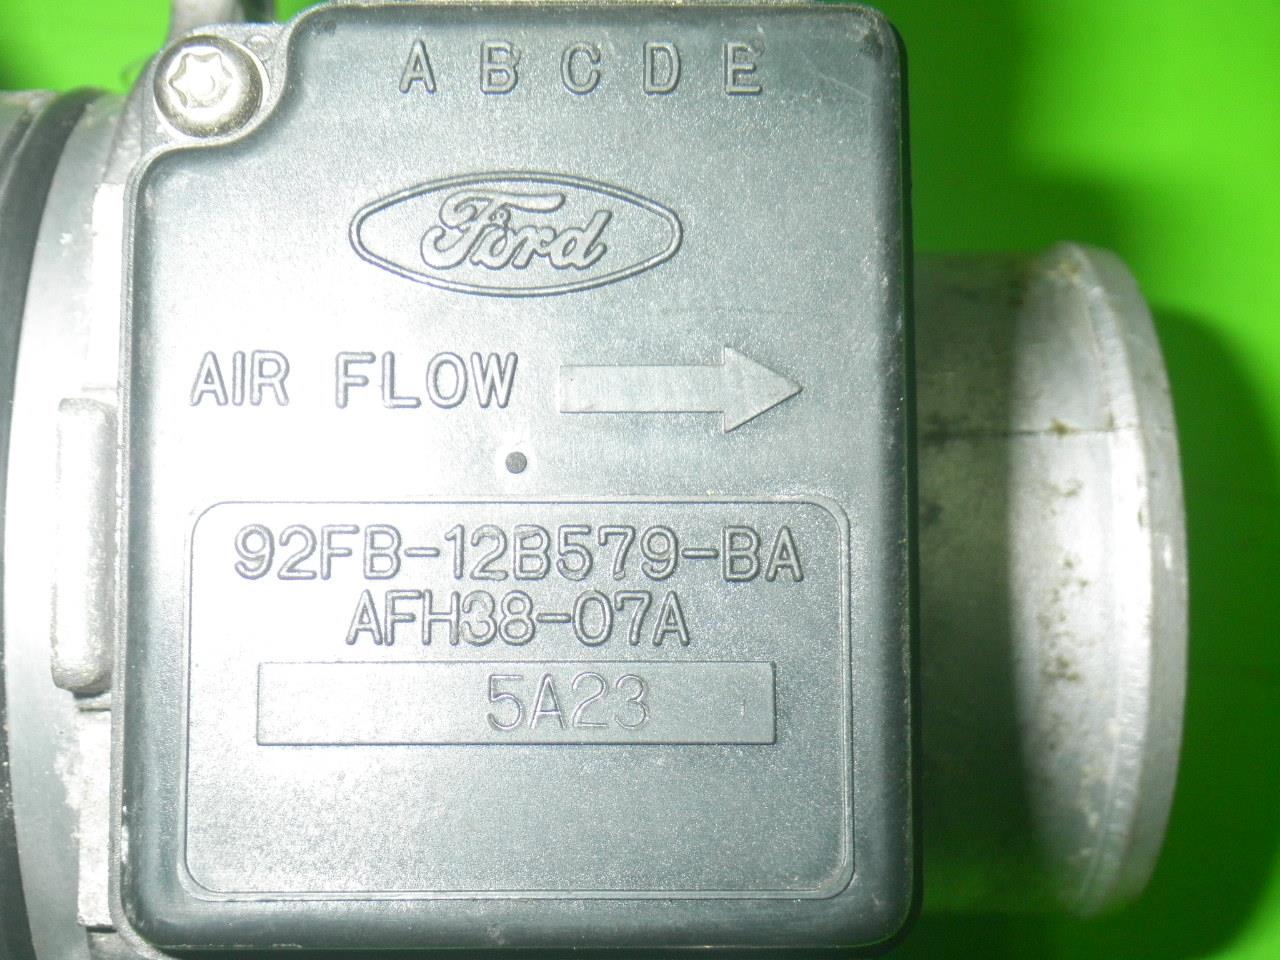 A B C D E
Ford
AIR FLOW
92FB-12B579-BA
AFH38-07A
5A23